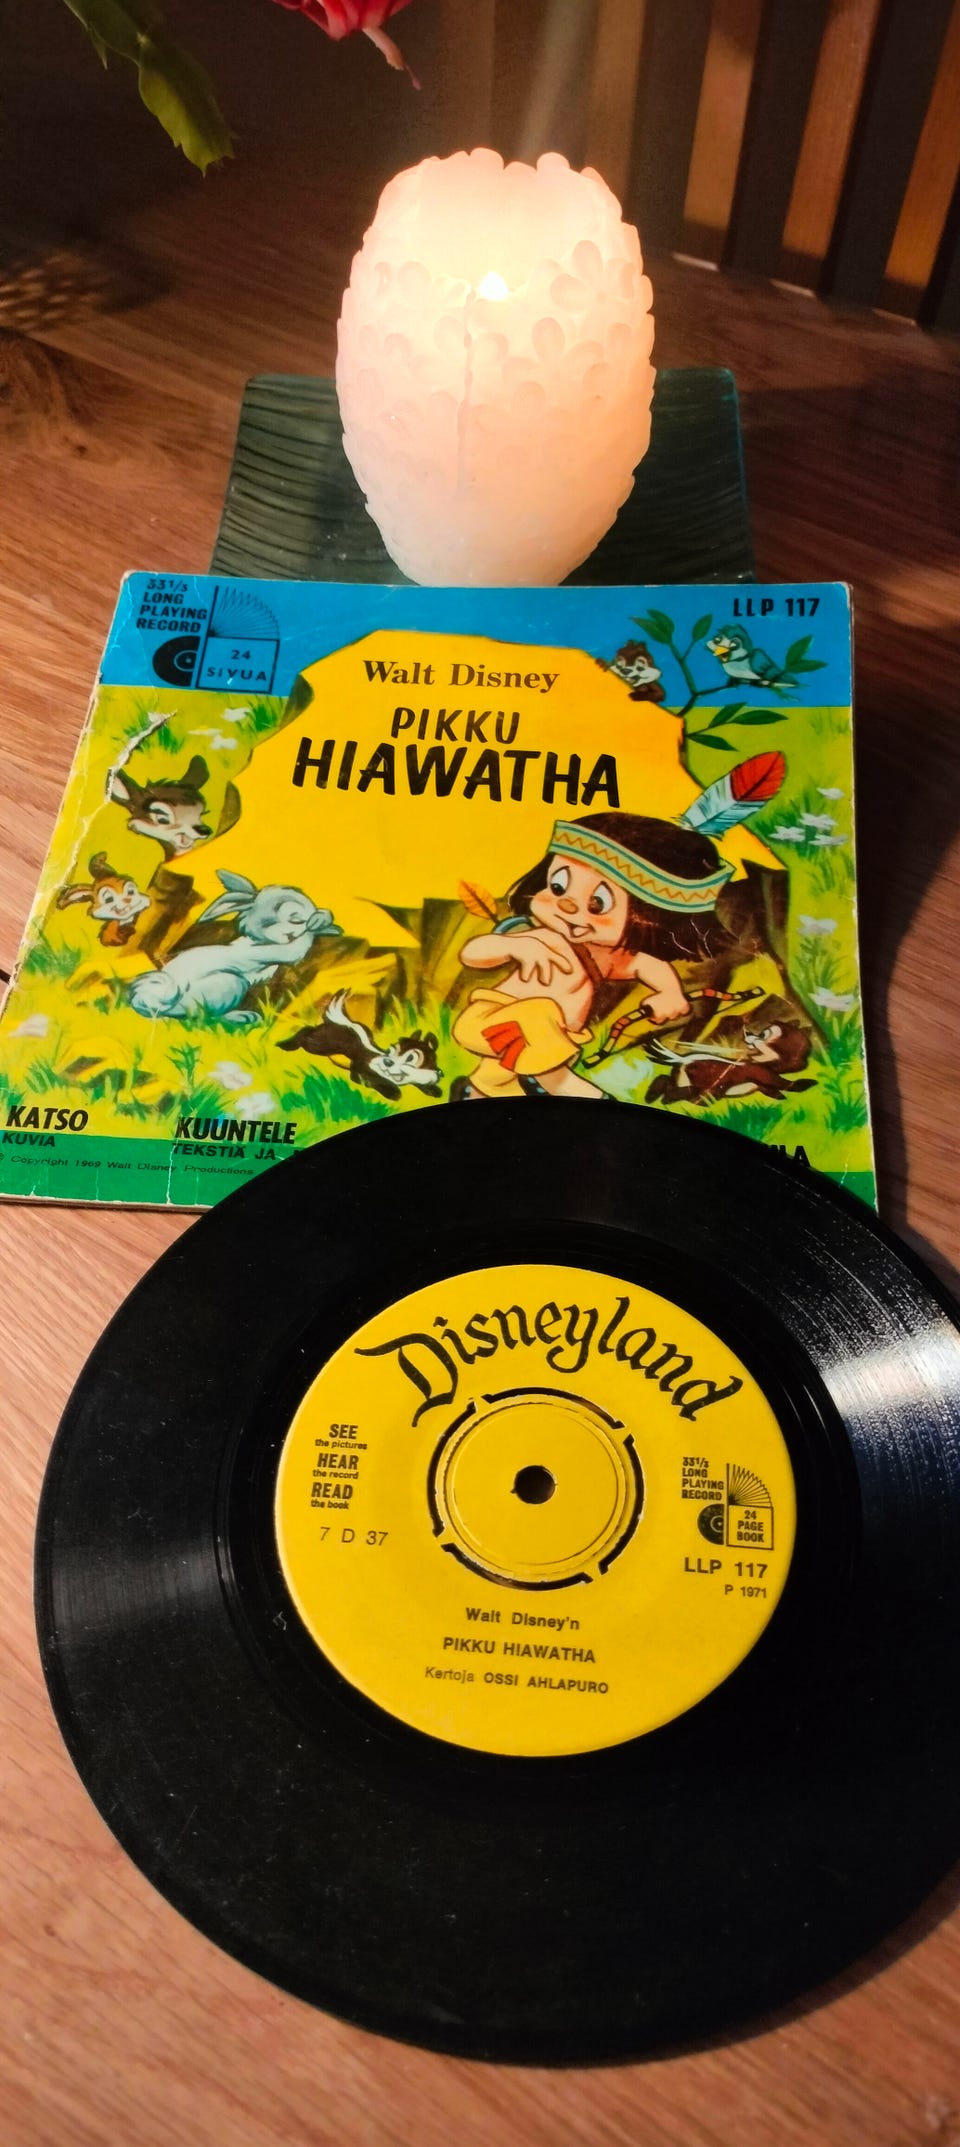 33 1/3
LONG
PLAYING
RECORD
24
SIVUA
LLP 117
Walt Disney
PIKKU
HIAWATHA
KATSO
KUVIA
KUUNTELE
TEKSTIÄ JA
© Copyright 1969 Walt Disney Productions
Disneyland
SEE
the pictures
HEAR
the record
READ
the book
7 D 37
33 1/3
LONG
PLAYING
RECORD
24
PAGE
BOOK
LLP 117
P 1971
Walt Disney'n
PIKKU HIAWATHA
Kertoja OSSI AHLAPURO